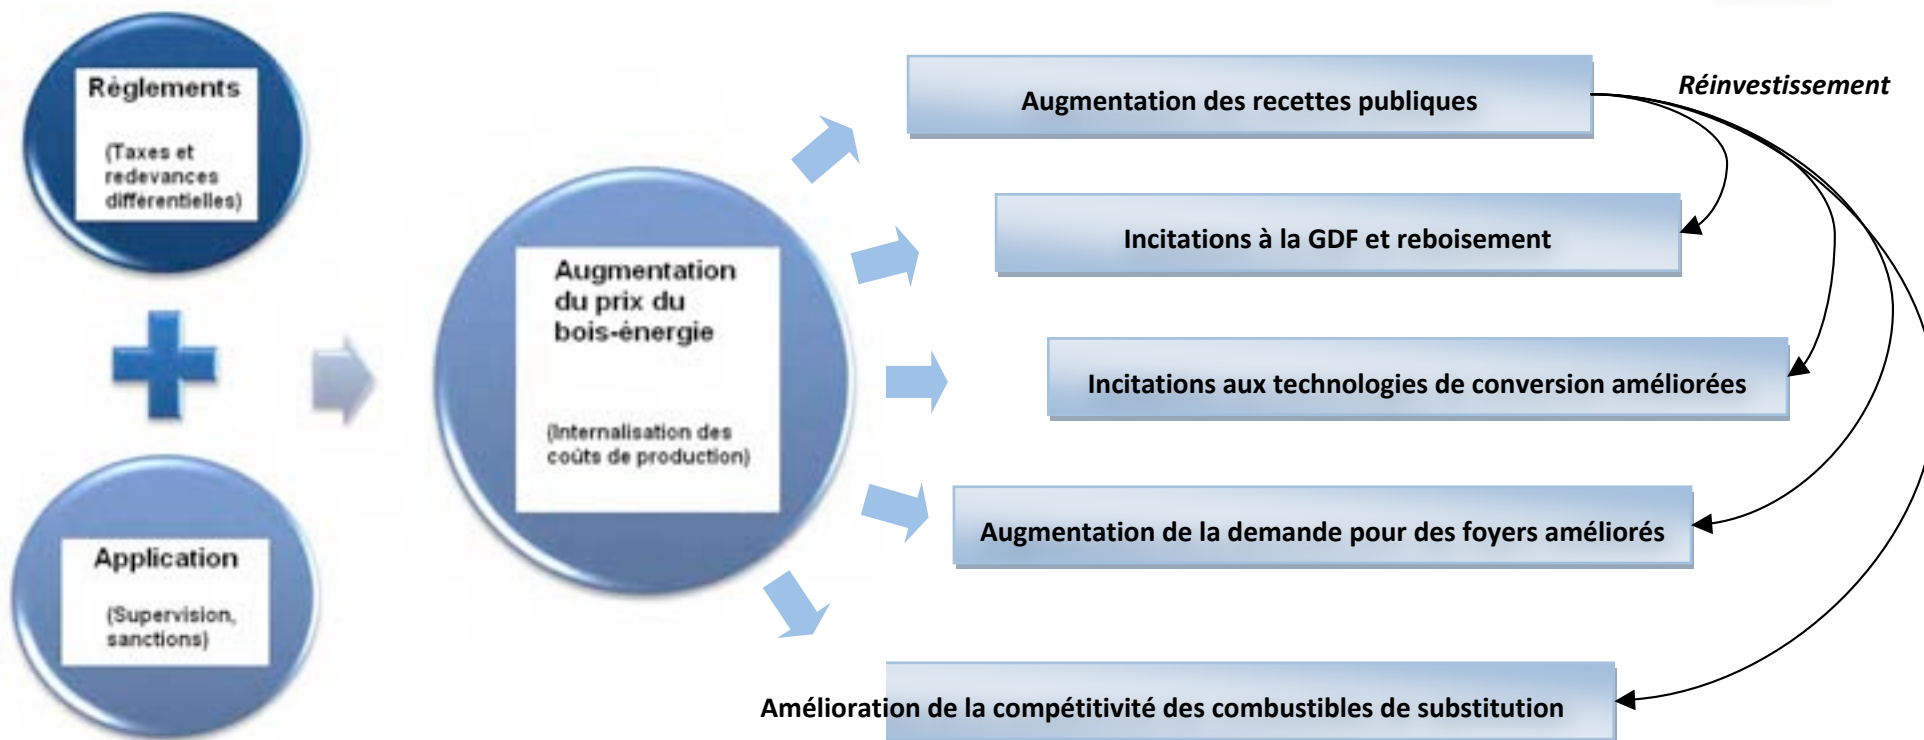 Règlements
(Taxes et
redevances
différentielles)
Application
(Supervision,
sanctions)
Augmentation
du prix du
bois-énergie
(Internalisation des
coûts de production)
Augmentation des recettes publiques
Réinvestissement
Incitations à la GDF et reboisement
Incitations aux technologies de conversion améliorées
Augmentation de la demande pour des foyers améliorés
Amélioration de la compétitivité des combustibles de substitution